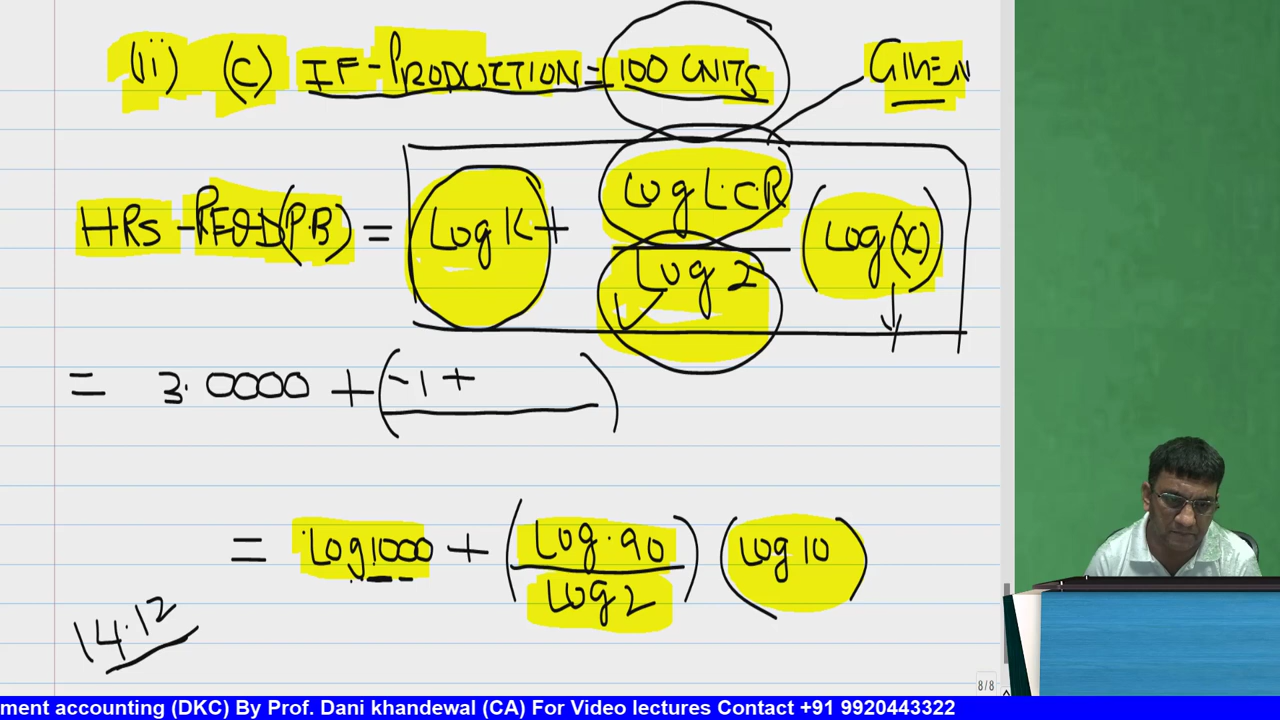 (ii) (C) IF-PRODUCTION = 100 UNITS GIVEN
HRs-REQD(P.B) = Log K + Log L.C.R / Log 2 (Log(x))
= 3.0000 + (-1 + )
= Log 1000 + (Log .90 / Log 2) (Log 10)
14.12
8/8
ment accounting (DKC) By Prof. Dani khandewal (CA) For Video lectures Contact +91 9920443322